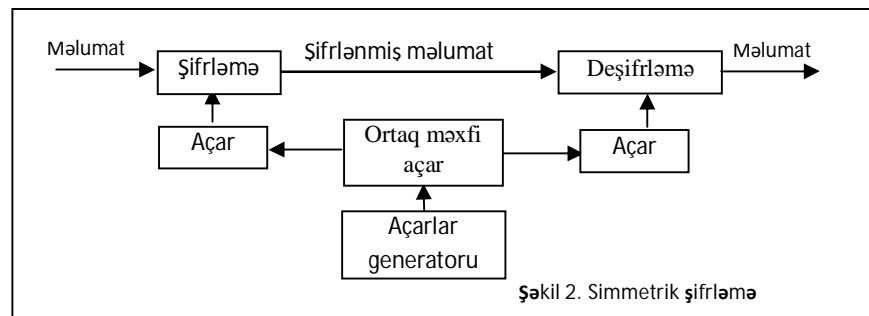 Məlumat
Şifrləmə
Şifrlənmiş məlumat
Deşifrləmə
Məlumat
Açar
Ortaq məxfi
açar
Açar
Açarlar
generatoru
Şəkil 2. Simmetrik şifrləmə